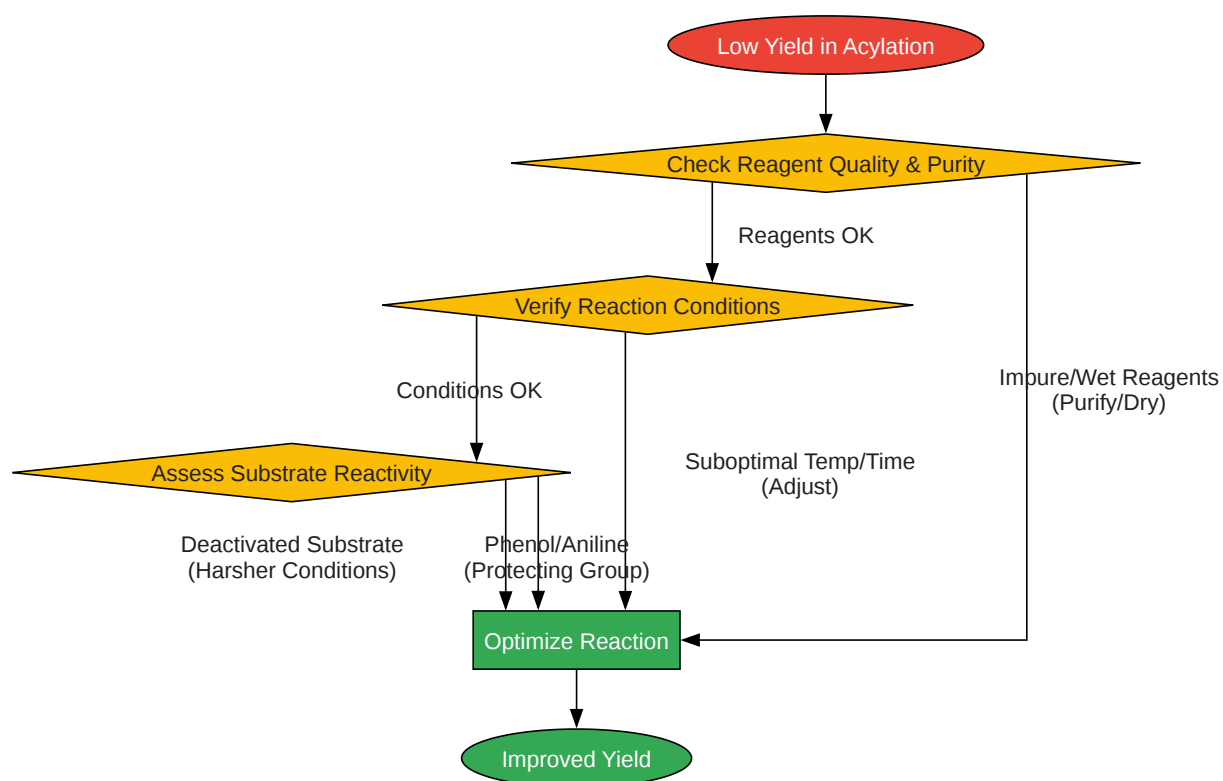 Low Yield in Acylation
Check Reagent Quality & Purity
Reagents OK
Verify Reaction Conditions
Conditions OK
Impure/Wet Reagents
(Purify/Dry)
Assess Substrate Reactivity
Suboptimal Temp/Time
(Adjust)
Deactivated Substrate
(Harsher Conditions)
Phenol/Aniline
(Protecting Group)
Optimize Reaction
Improved Yield